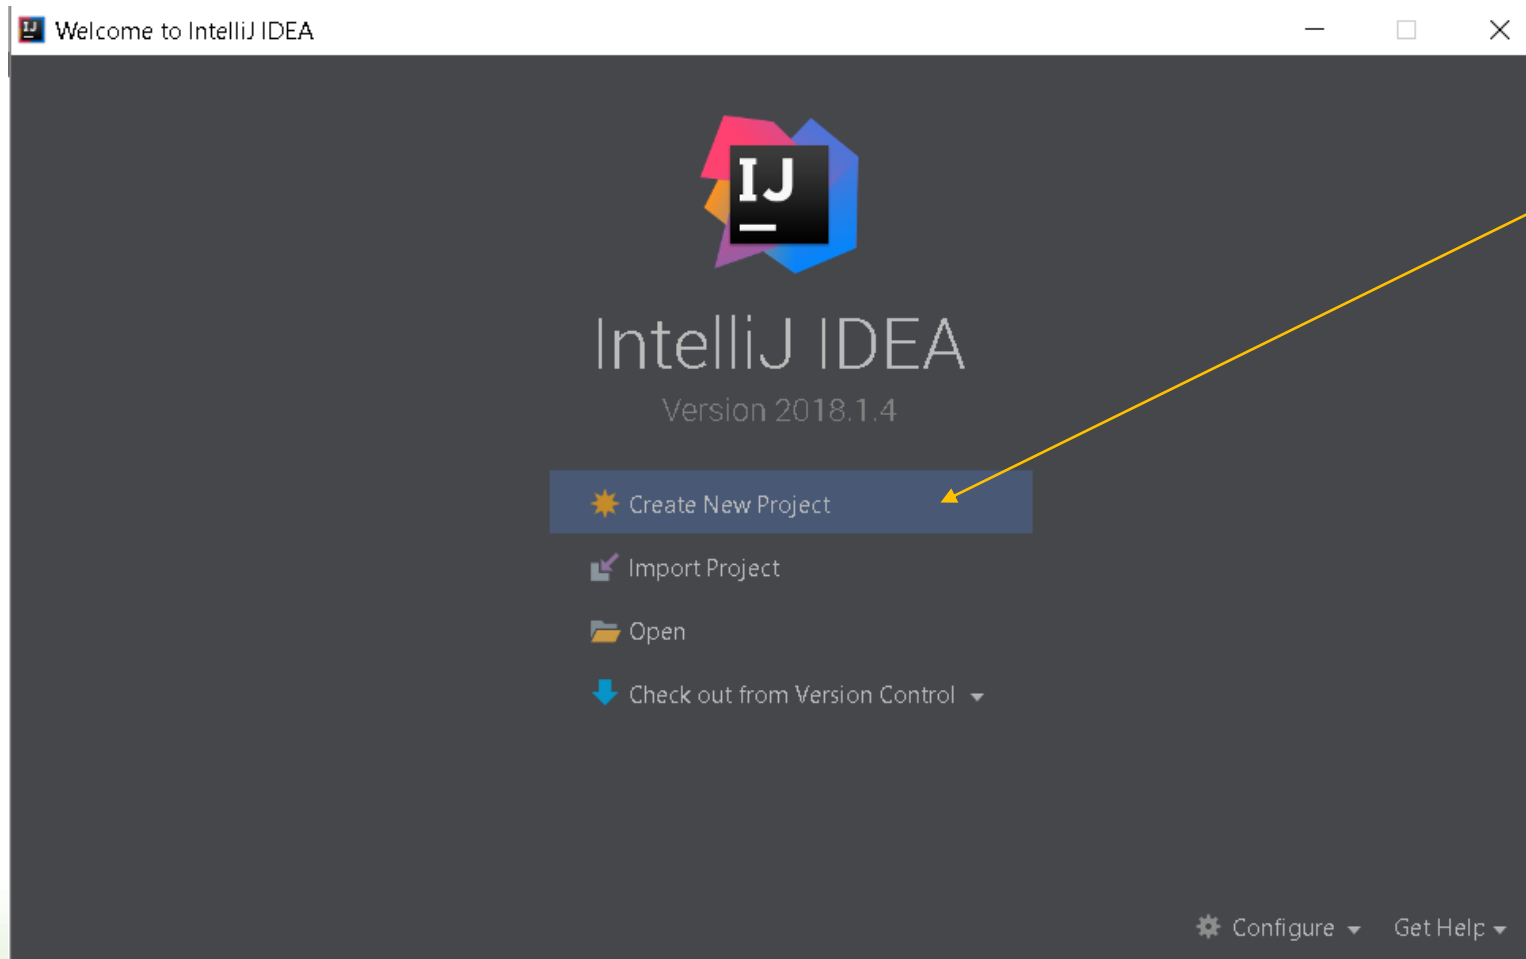 Welcome to IntelliJ IDEA
IJ
IntelliJ IDEA
Version 2018.1.4
Create New Project
Import Project
Open
Check out from Version Control
Configure
Get Help